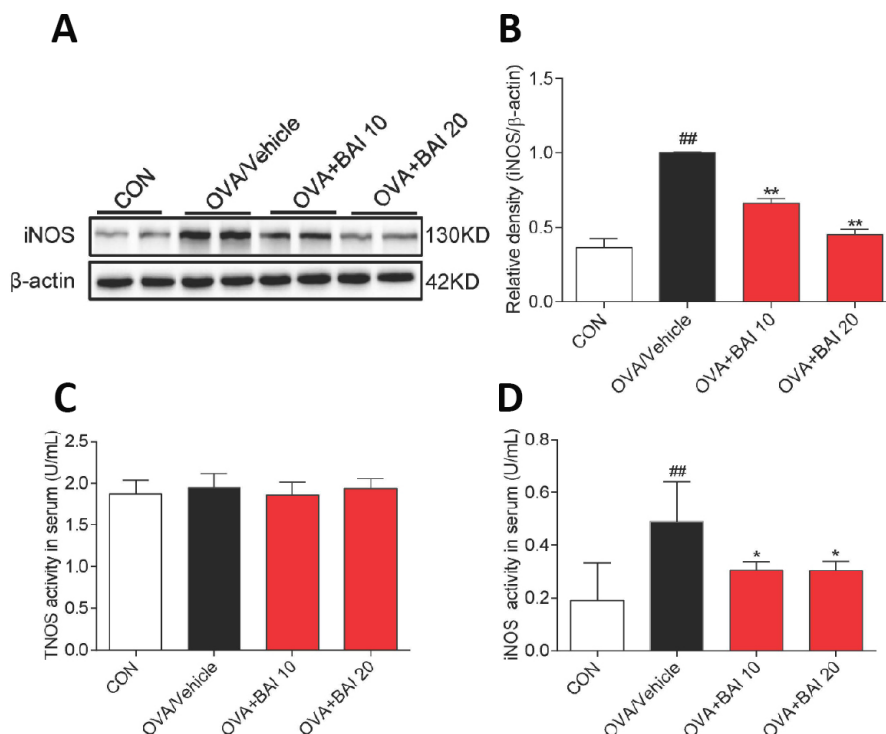 A
CON
OVA/Vehicle
OVA+BAI 10
OVA+BAI 20
iNOS
130KD
β-actin
42KD
B
Relative density (iNOS/β-actin)
1.5
1.0
0.5
0.0
##
**
**
CON
OVA/Vehicle
OVA+BAI 10
OVA+BAI 20
C
TNOS activity in serum (U/mL)
2.5
2.0
1.5
1.0
0.5
0.0
CON
OVA/Vehicle
OVA+BAI 10
OVA+BAI 20
D
iNOS activity in serum (U/mL)
0.8
0.6
0.4
0.2
0.0
##
*
*
CON
OVA/Vehicle
OVA+BAI 10
OVA+BAI 20